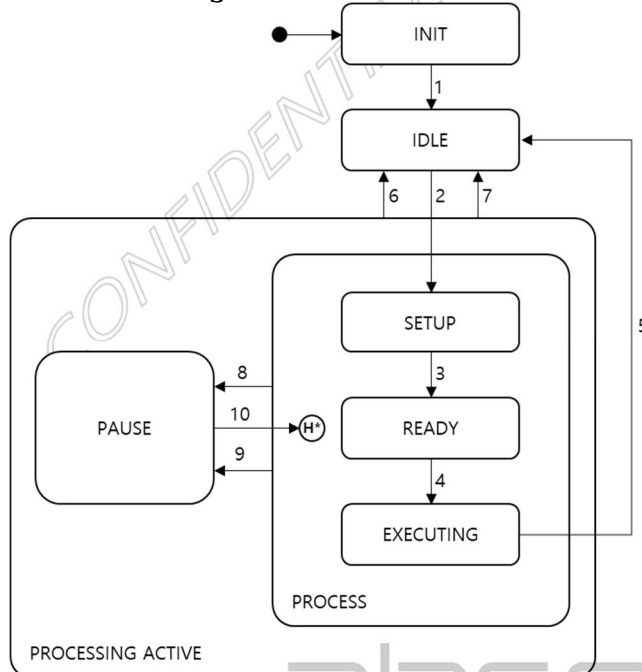 INIT
1
IDLE
6 2 7
SETUP
5
3
8
10
PAUSE
H*
READY
9
4
EXECUTING
PROCESS
PROCESSING ACTIVE